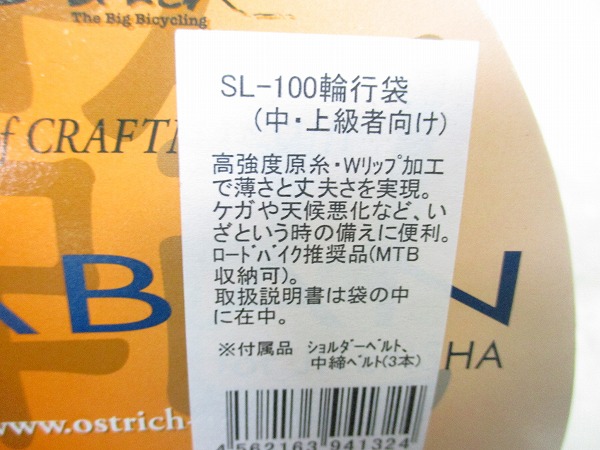 The Big Bicycling
of CRAFTI
SL-100輪行袋
(中・上級者向け)
高強度原糸・Wリップ加工
で薄さと丈夫さを実現。
ケガや天候悪化など、い
ざという時の備えに便利。
ロードバイク推奨品(MTB
収納可)。
取扱説明書は袋の中
に在中。
※付属品 ショルダーベルト、
中締ベルト(3本)
HA
www.ostrich-
4562163 941324